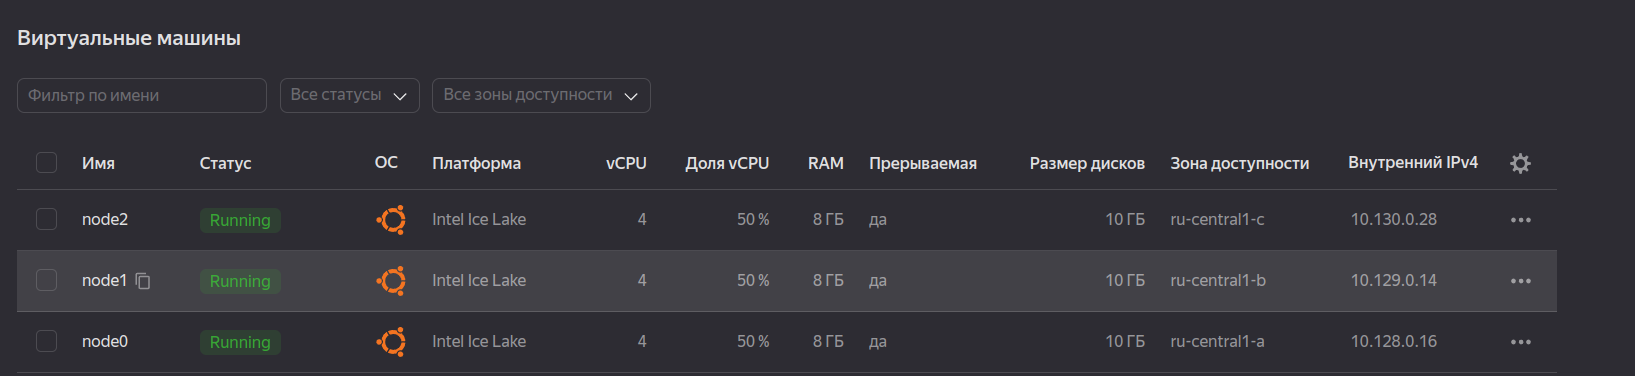 Виртуальные машины
Фильтр по имени Все статусы Все зоны доступности
Имя Статус ОС Платформа vCPU Доля vCPU RAM Прерываемая Размер дисков Зона доступности Внутренний IPv4
node2 Running Intel Ice Lake 4 50 % 8 ГБ да 10 ГБ ru-central1-c 10.130.0.28
node1 Running Intel Ice Lake 4 50 % 8 ГБ да 10 ГБ ru-central1-b 10.129.0.14
node0 Running Intel Ice Lake 4 50 % 8 ГБ да 10 ГБ ru-central1-a 10.128.0.16